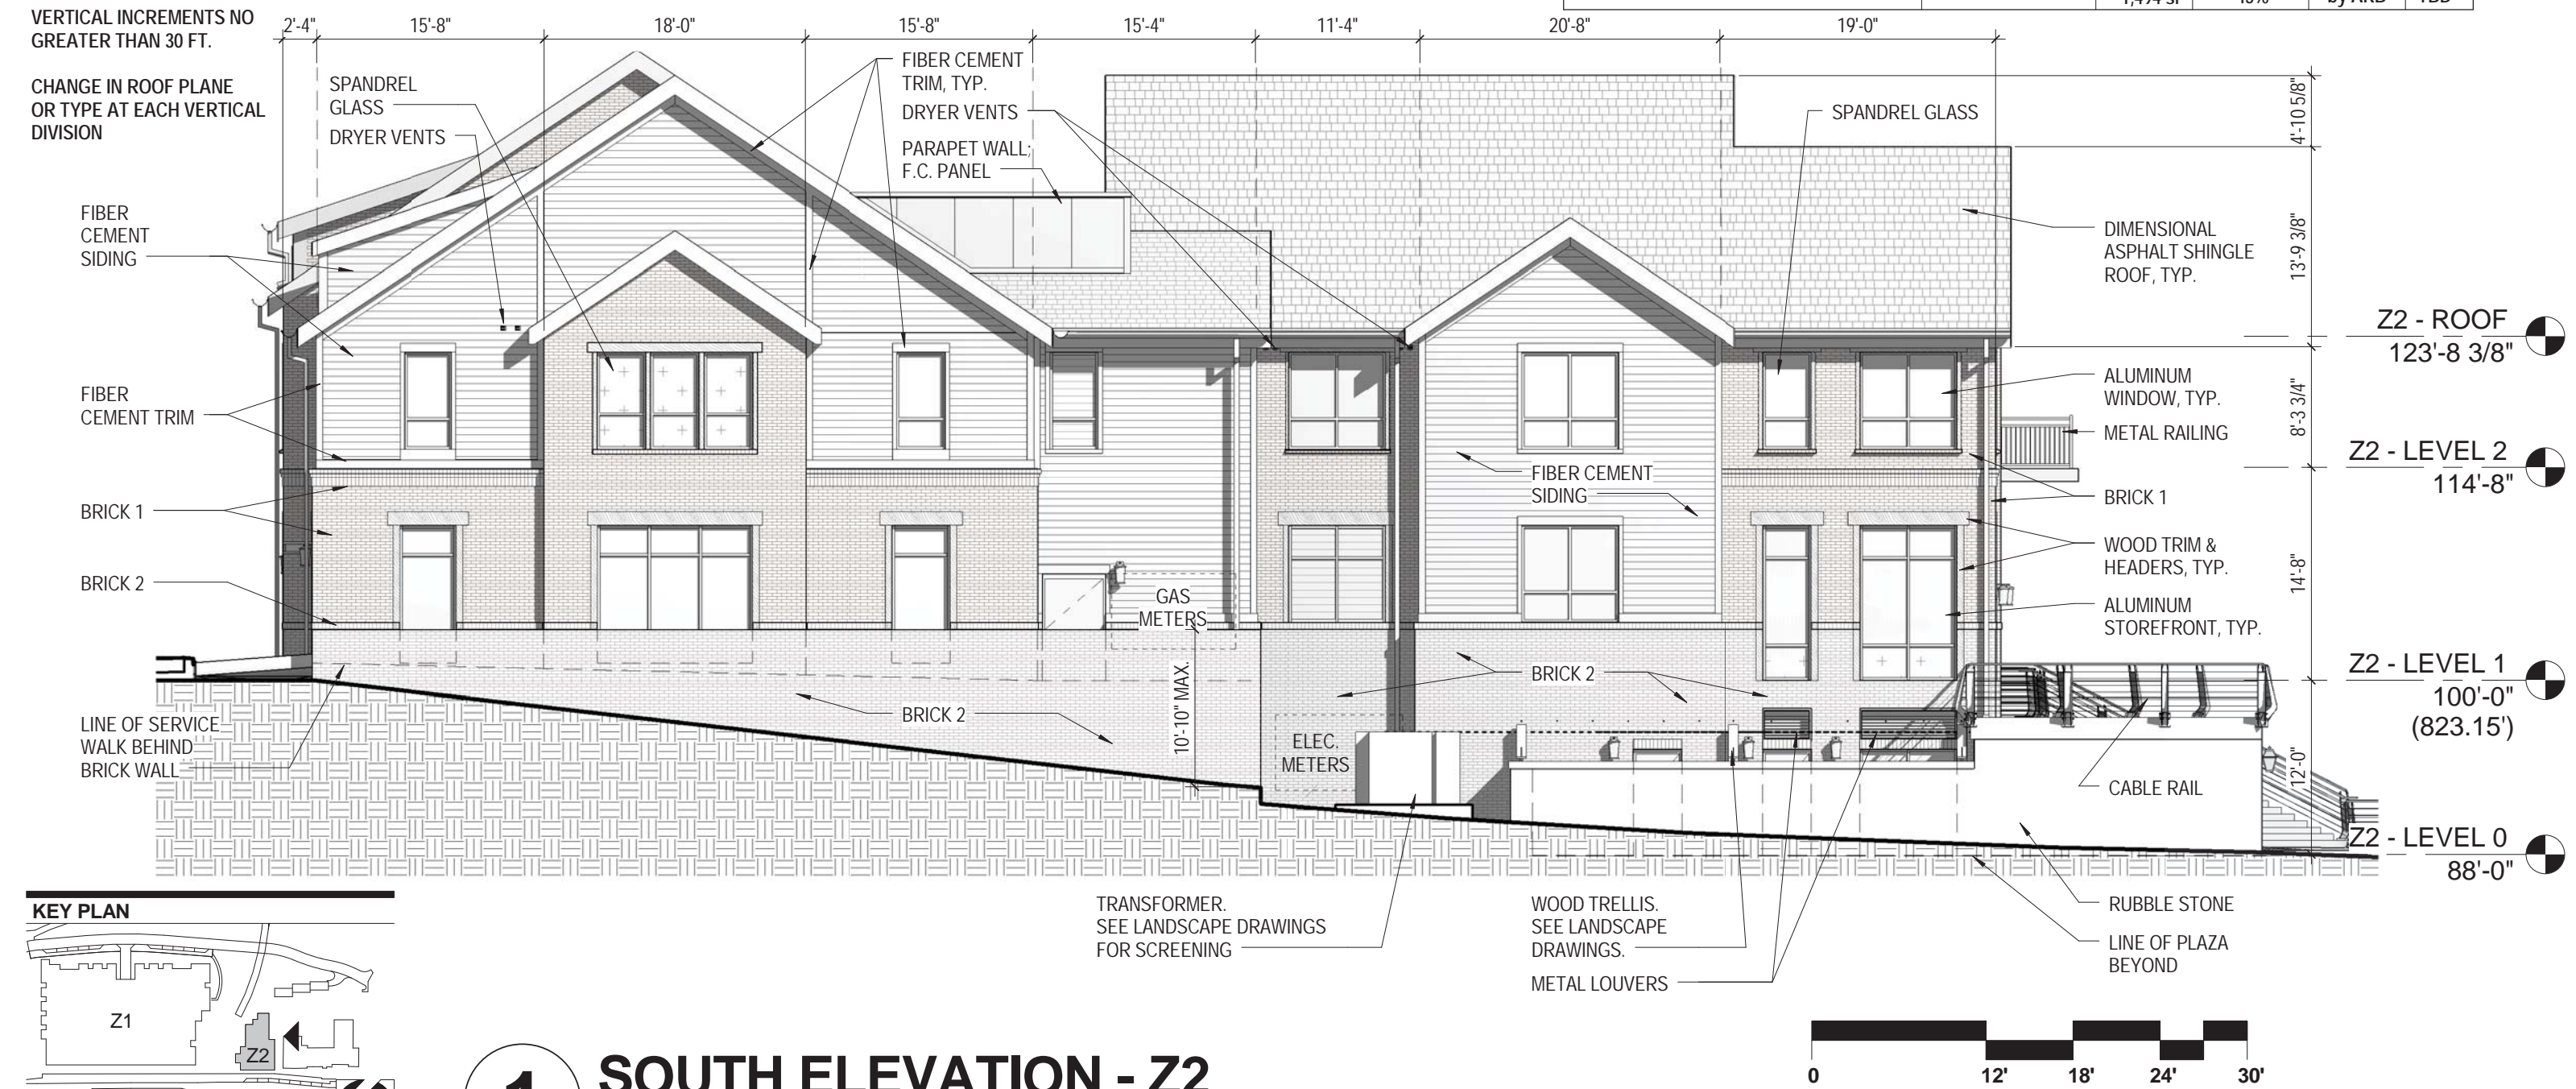 VERTICAL INCREMENTS NO
GREATER THAN 30 FT.
CHANGE IN ROOF PLANE
OR TYPE AT EACH VERTICAL
DIVISION
by ARB
TBD
2'-4"
15'-8"
18'-0"
15'-8"
15'-4"
11'-4"
20'-8"
19'-0"
SPANDREL
GLASS
DRYER VENTS
FIBER CEMENT
TRIM, TYP.
DRYER VENTS
PARAPET WALL;
F.C. PANEL
SPANDREL GLASS
FIBER
CEMENT
SIDING
FIBER
CEMENT TRIM
BRICK 1
BRICK 2
LINE OF SERVICE
WALK BEHIND
BRICK WALL
BRICK 2
10'-10" MAX.
GAS
METERS
ELEC.
METERS
FIBER CEMENT
SIDING
BRICK 2
DIMENSIONAL
ASPHALT SHINGLE
ROOF, TYP.
ALUMINUM
WINDOW, TYP.
METAL RAILING
BRICK 1
WOOD TRIM &
HEADERS, TYP.
ALUMINUM
STOREFRONT, TYP.
CABLE RAIL
4'-10 5/8"
13'-9 3/8"
8'-3 3/4"
14'-8"
12'-0"
Z2 - ROOF
123'-8 3/8"
Z2 - LEVEL 2
114'-8"
Z2 - LEVEL 1
100'-0"
(823.15')
Z2 - LEVEL 0
88'-0"
TRANSFORMER.
SEE LANDSCAPE DRAWINGS
FOR SCREENING
WOOD TRELLIS.
SEE LANDSCAPE
DRAWINGS.
METAL LOUVERS
RUBBLE STONE
LINE OF PLAZA
BEYOND
KEY PLAN
Z1
Z2
1
SOUTH ELEVATION - Z2
0
12'
18'
24'
30'